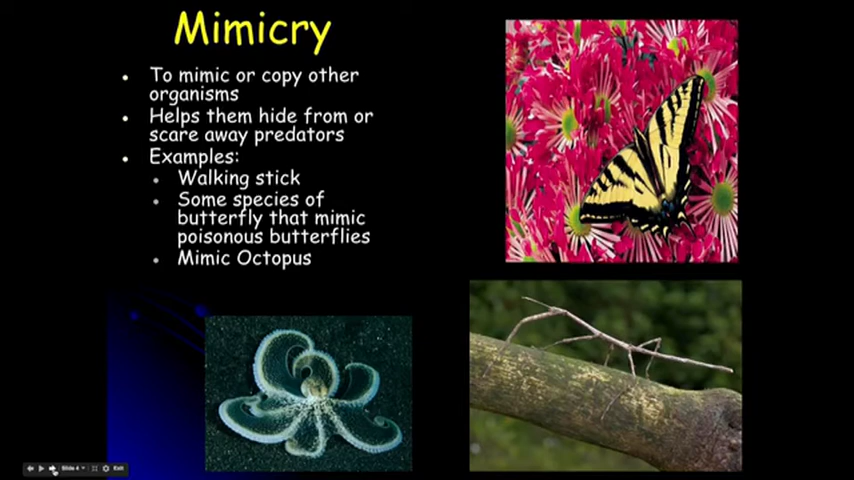 Mimicry
To mimic or copy other
organisms
Helps them hide from or
scare away predators
Examples:
Walking stick
Some species of
butterfly that mimic
poisonous butterflies
Mimic Octopus
Slide 4
Exit